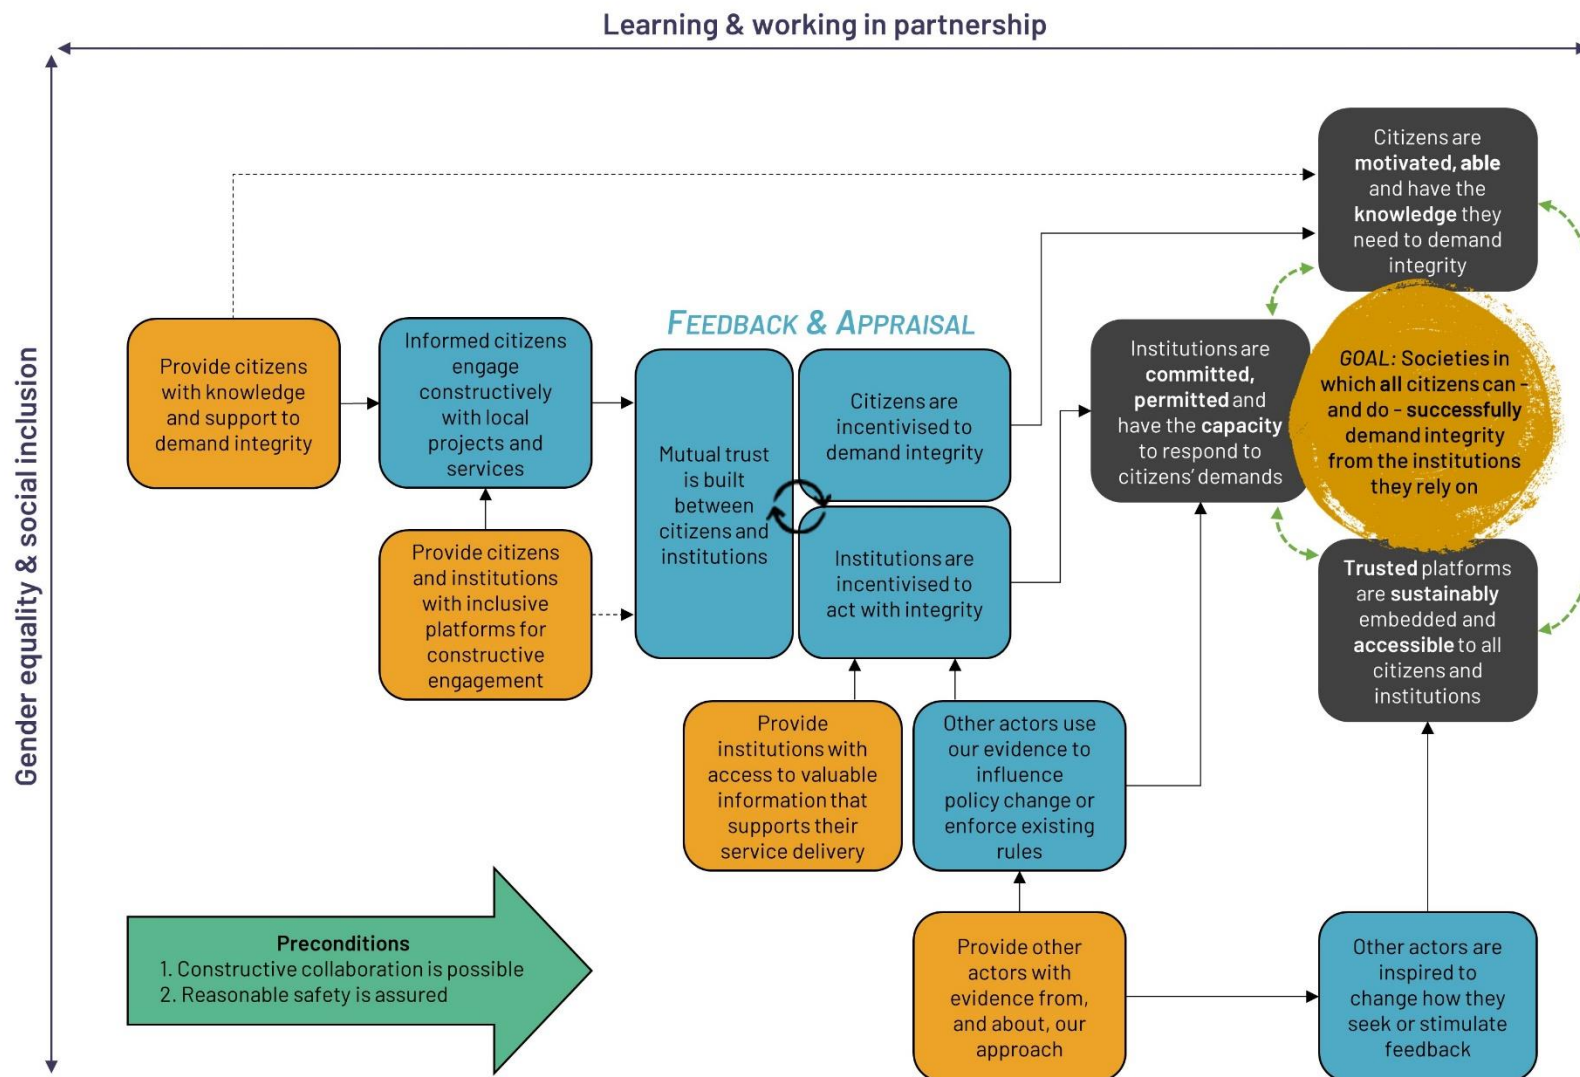 Learning & working in partnership
Gender equality & social inclusion
Citizens are
motivated, able
and have the
knowledge they
need to demand
integrity
Provide citizens
with knowledge
and support to
demand integrity
Informed citizens
engage
constructively
with local
projects and
services
FEEDBACK & APPRAISAL
Mutual trust
is built
between
citizens and
institutions
Citizens are
incentivised to
demand integrity
Institutions are
committed,
permitted and
have the capacity
to respond to
citizens' demands
GOAL: Societies in
which all citizens can -
and do - successfully
demand integrity
from the institutions
they rely on
Provide citizens
and institutions
with inclusive
platforms for
constructive
engagement
Institutions are
incentivised to
act with integrity
Trusted platforms
are sustainably
embedded and
accessible to all
citizens and
institutions
Provide
institutions with
access to valuable
information that
supports their
service delivery
Other actors use
our evidence to
influence
policy change or
enforce existing
rules
Preconditions
1. Constructive collaboration is possible
2. Reasonable safety is assured
Provide other
actors with
evidence from,
and about, our
approach
Other actors are
inspired to
change how they
seek or stimulate
feedback